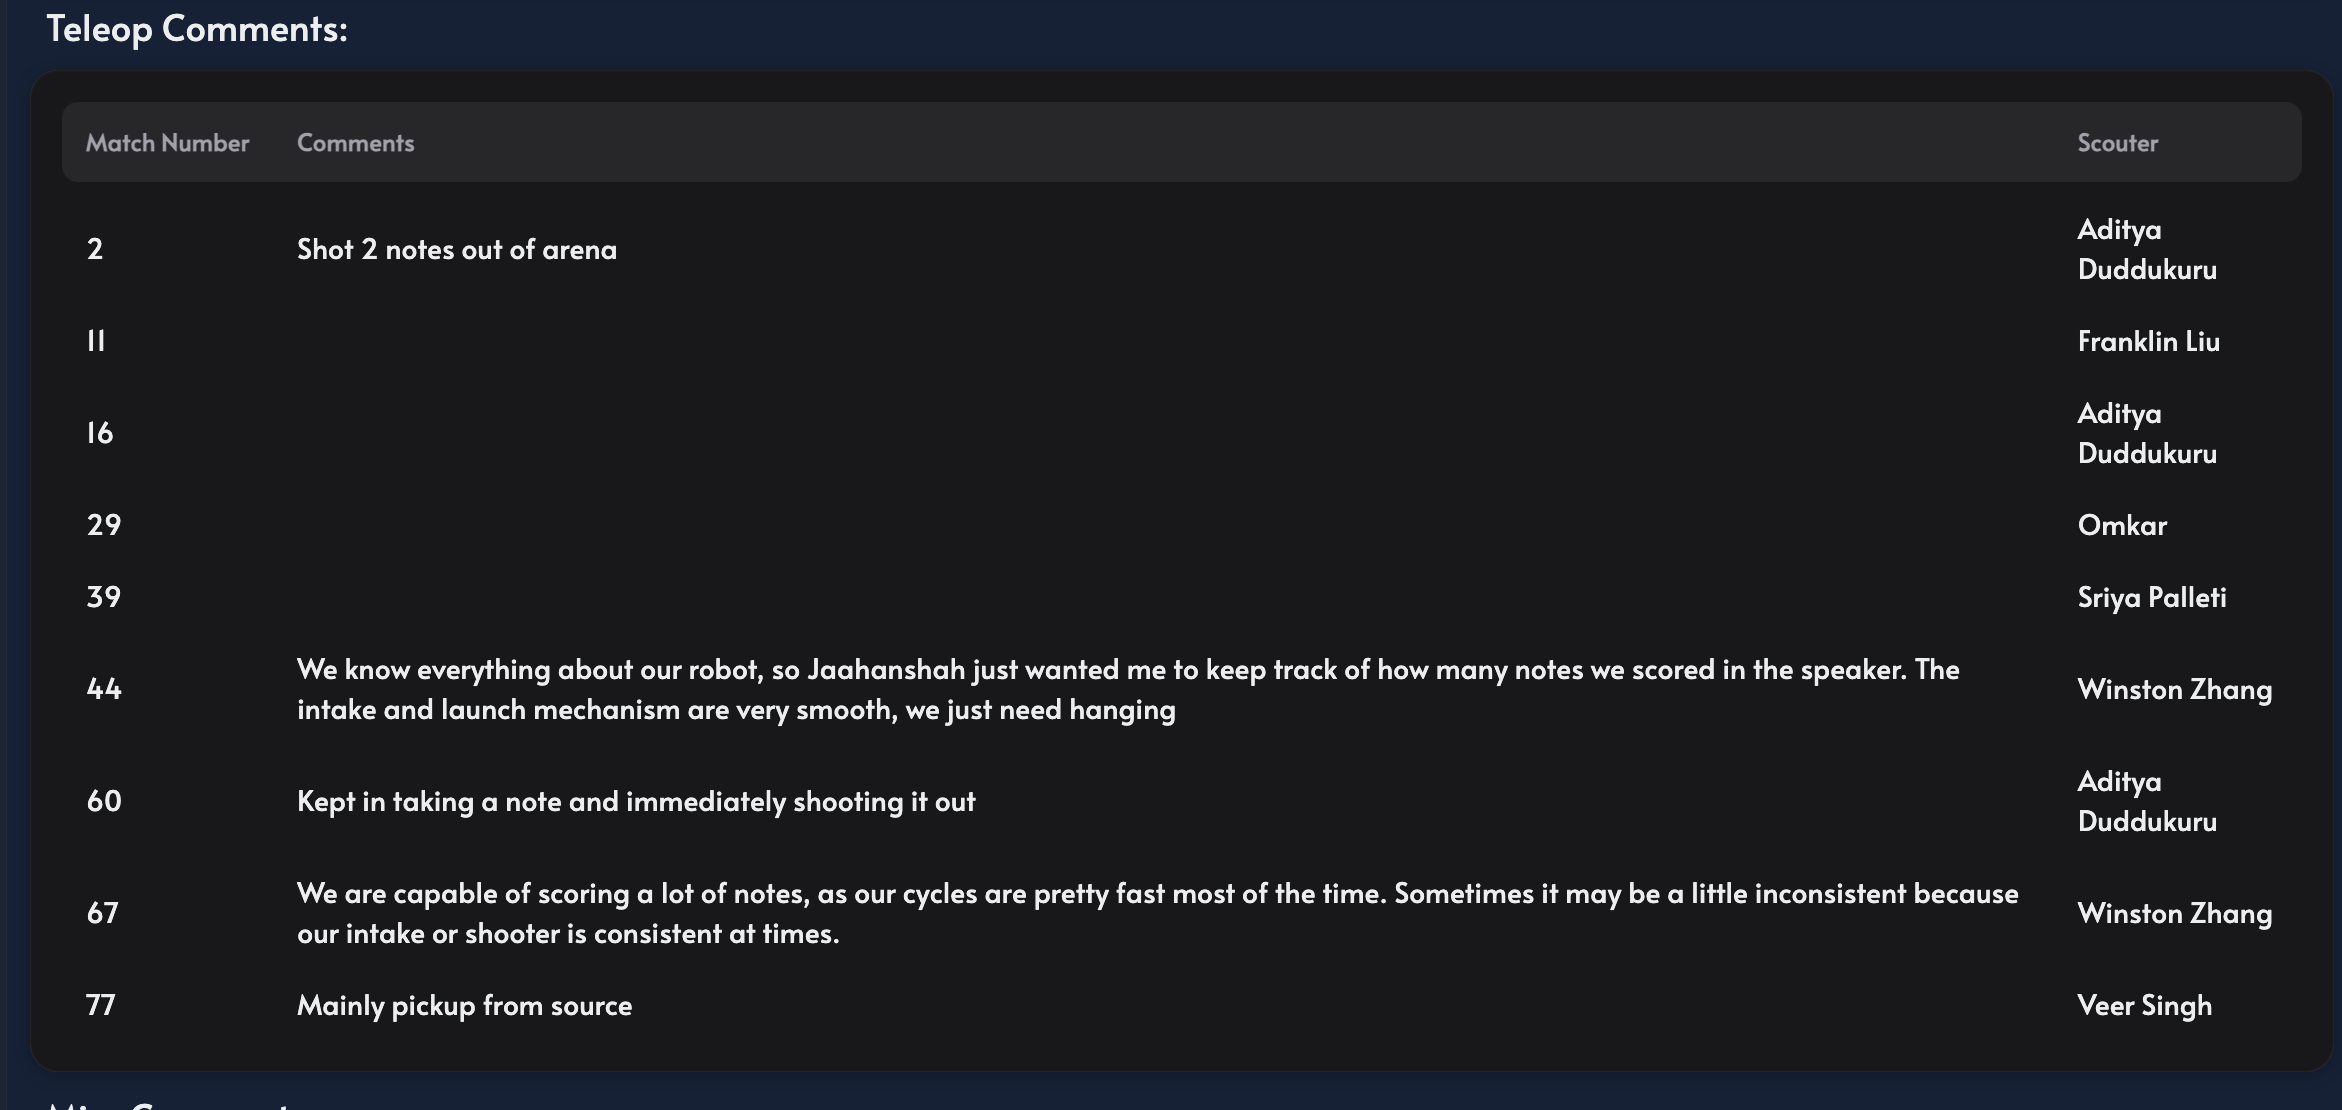 Teleop Comments:
Match Number Comments Scouter
2 Shot 2 notes out of arena Aditya
Duddukuru
11 Franklin Liu
16 Aditya
Duddukuru
29 Omkar
39 Sriya Palleti
44 We know everything about our robot, so Jaahanshah just wanted me to keep track of how many notes we scored in the speaker. The
intake and launch mechanism are very smooth, we just need hanging Winston Zhang
60 Kept in taking a note and immediately shooting it out Aditya
Duddukuru
67 We are capable of scoring a lot of notes, as our cycles are pretty fast most of the time. Sometimes it may be a little inconsistent because
our intake or shooter is consistent at times. Winston Zhang
77 Mainly pickup from source Veer Singh